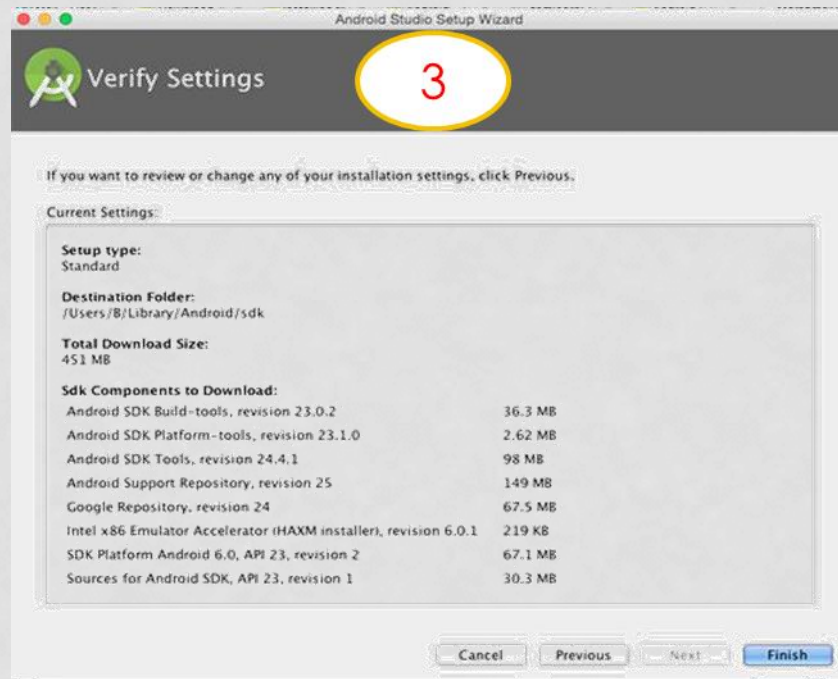 Android Studio Setup Wizard
Verify Settings
3
If you want to review or change any of your installation settings, click Previous.
Current Settings:
Setup type:
Standard
Destination Folder:
/Users/B/Library/Android/sdk
Total Download Size:
451 MB
Sdk Components to Download:
Android SDK Build-tools, revision 23.0.2 36.3 MB
Android SDK Platform-tools, revision 23.1.0 2.62 MB
Android SDK Tools, revision 24.4.1 98 MB
Android Support Repository, revision 25 149 MB
Google Repository, revision 24 67.5 MB
Intel x86 Emulator Accelerator (HAXM installer), revision 6.0.1 219 KB
SDK Platform Android 6.0, API 23, revision 2 67.1 MB
Sources for Android SDK, API 23, revision 1 30.3 MB
Cancel Previous Next Finish